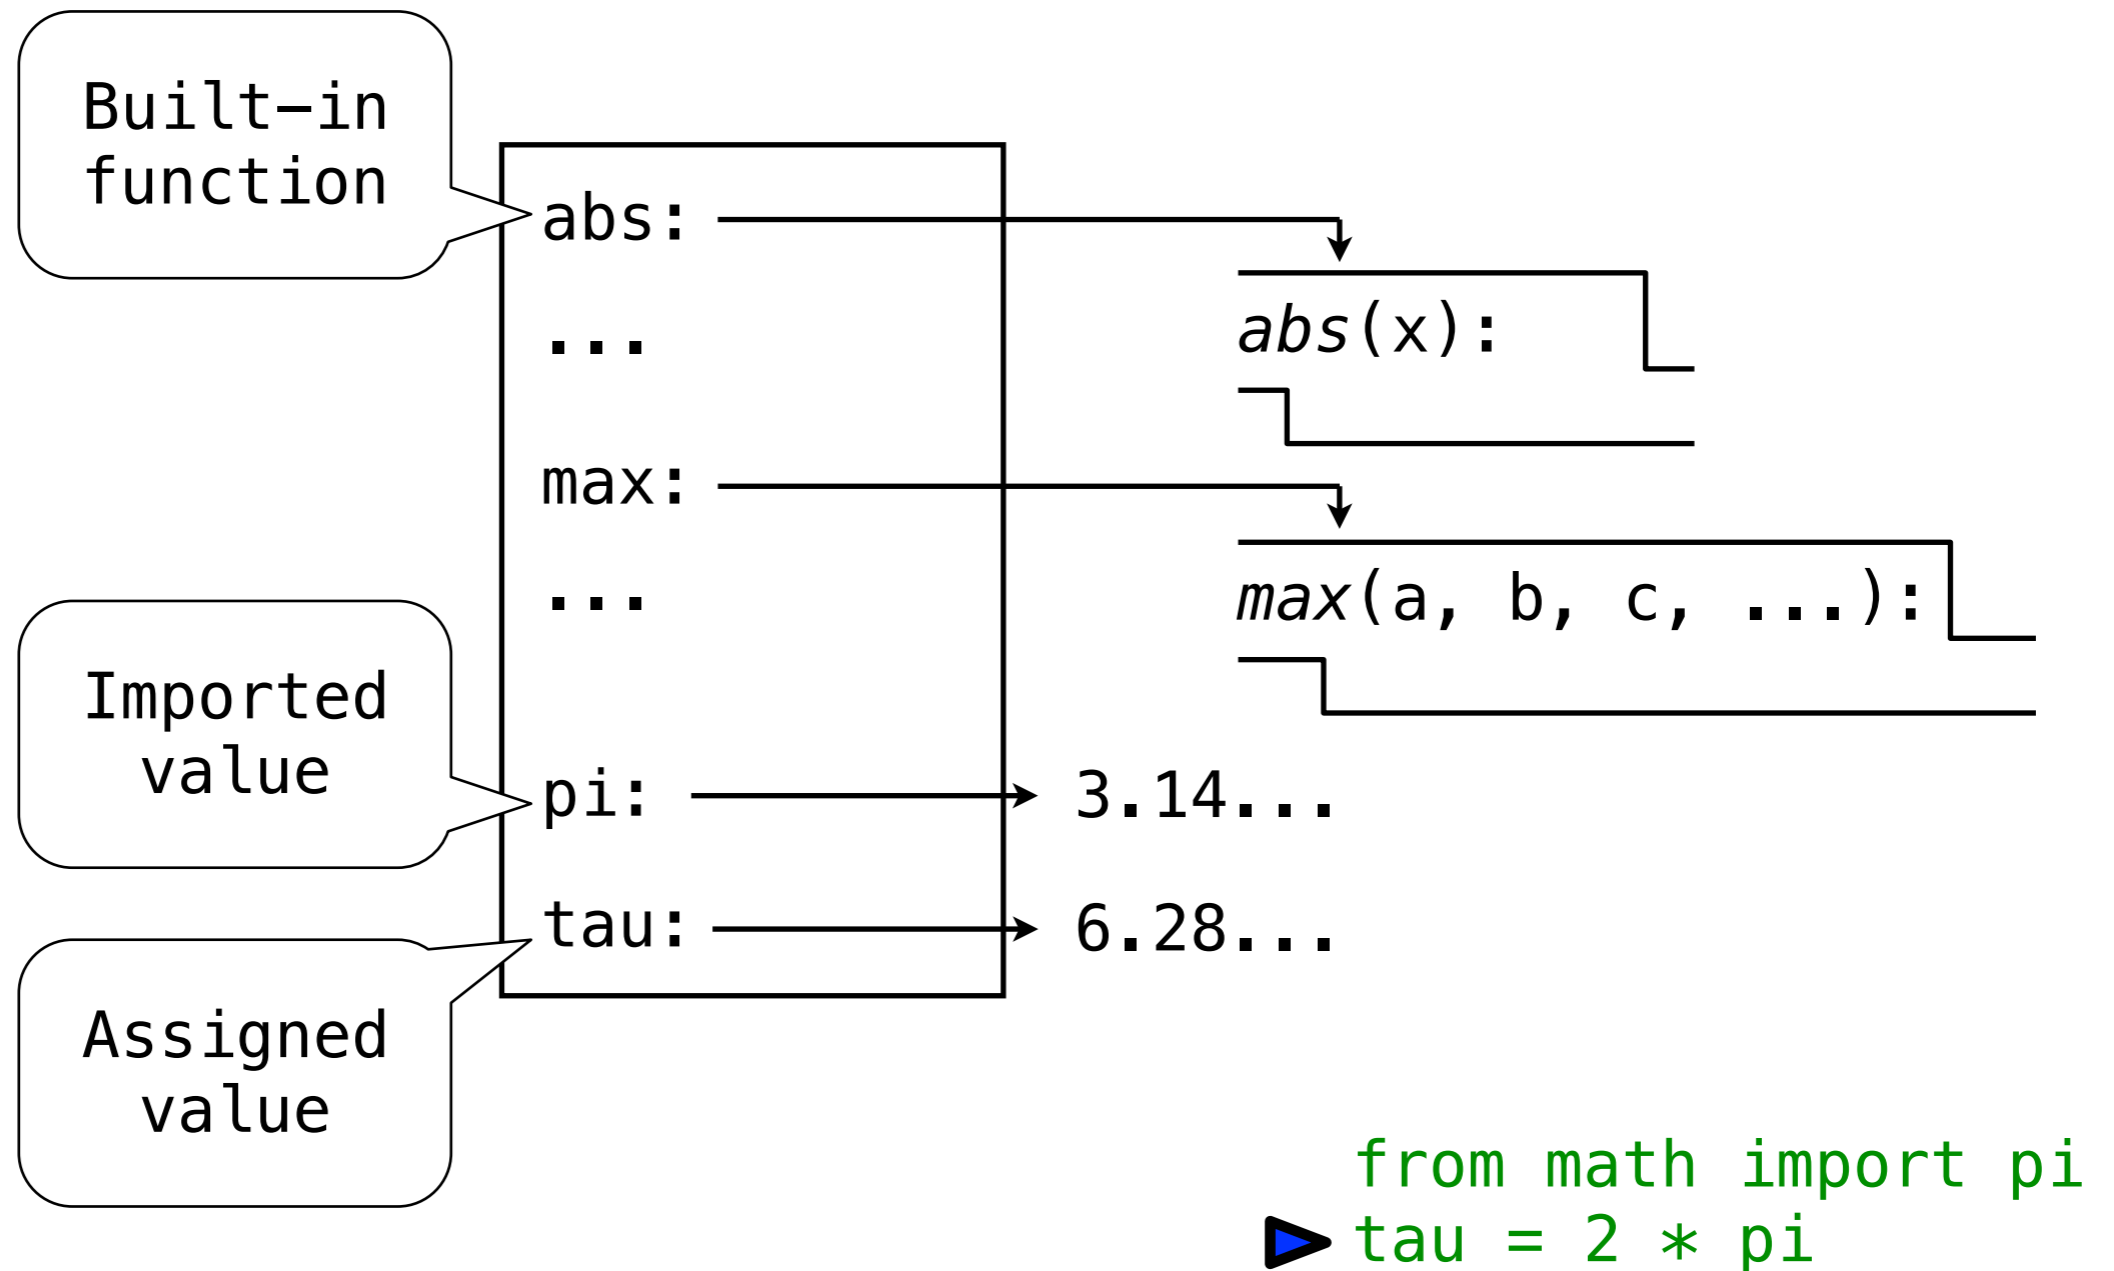 Built-in
function
abs:
abs(x):
...
max:
max(a, b, c, ...):
...
Imported
value
pi:
3.14...
tau:
6.28...
Assigned
value
from math import pi
tau = 2 * pi